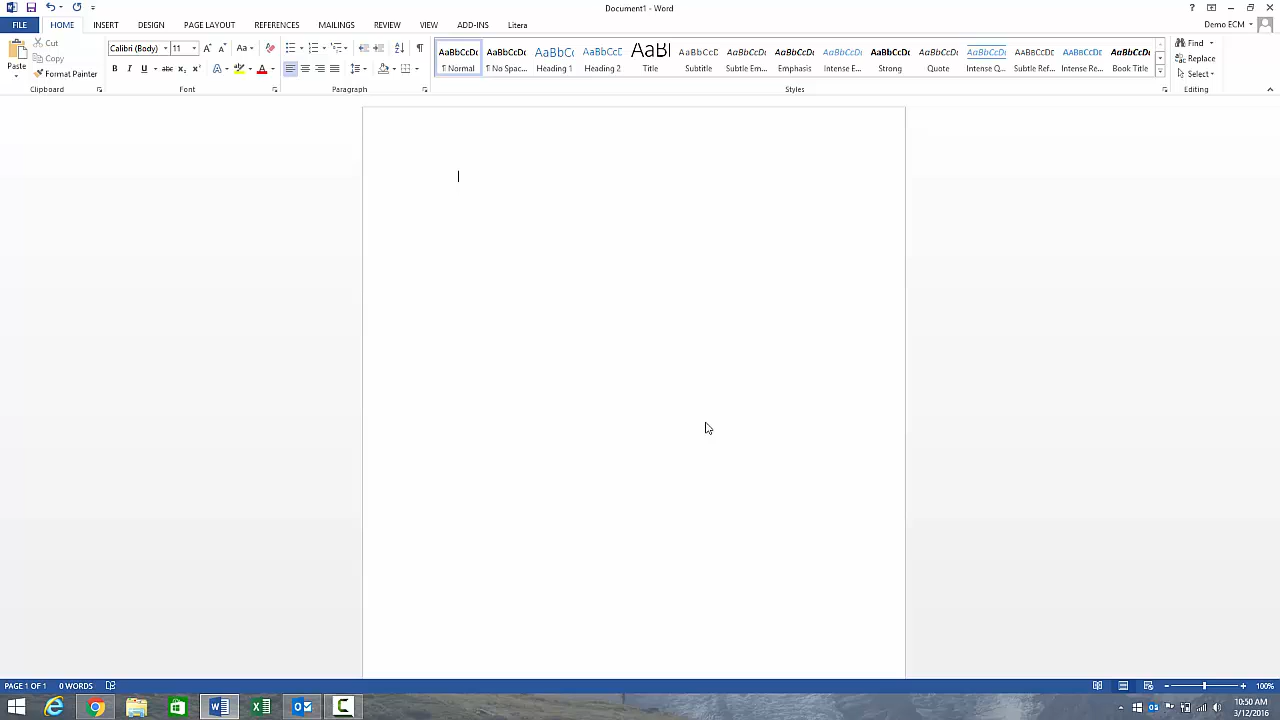 Document1 - Word
?
FILE HOME INSERT DESIGN PAGE LAYOUT REFERENCES MAILINGS REVIEW VIEW ADD-INS Litera
Demo ECM
Paste
Cut
Copy
Format Painter
Clipboard
Calibri (Body) 11
Aa
B I U abc x₂ x² A A
Font
Paragraph
AaBbCcDc AaBbCcDc AaBbCc AaBbCcD AaBl AaBbCcD AaBbCcDc AaBbCcDc AaBbCcDc AaBbCcDc AaBbCcDc AaBbCcDc AaBbCcDc AaBbCcDc AaBbCcDc
¶ Normal ¶ No Spac... Heading 1 Heading 2 Title Subtitle Subtle Em... Emphasis Intense E... Strong Quote Intense Q... Subtle Ref... Intense Re... Book Title
Styles
Find
Replace
Select
Editing
PAGE 1 OF 1 0 WORDS
100%
10:50 AM
3/12/2016